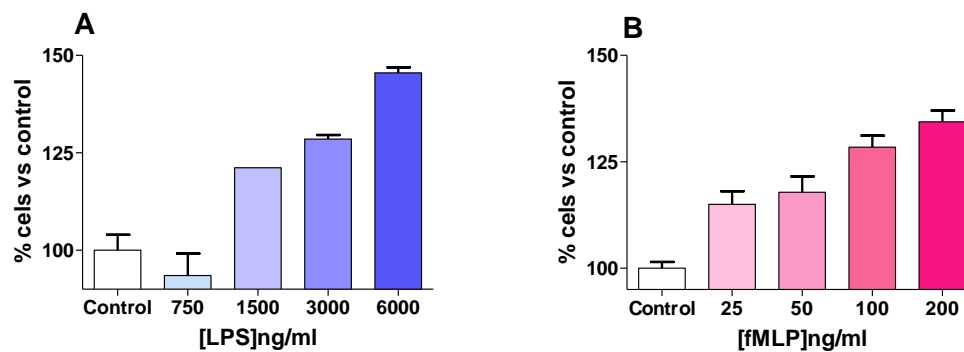 A
% cels vs control
150
125
100
Control 750 1500 3000 6000
[LPS]ng/ml
B
% cels vs control
150
125
100
Control 25 50 100 200
[fMLP]ng/ml